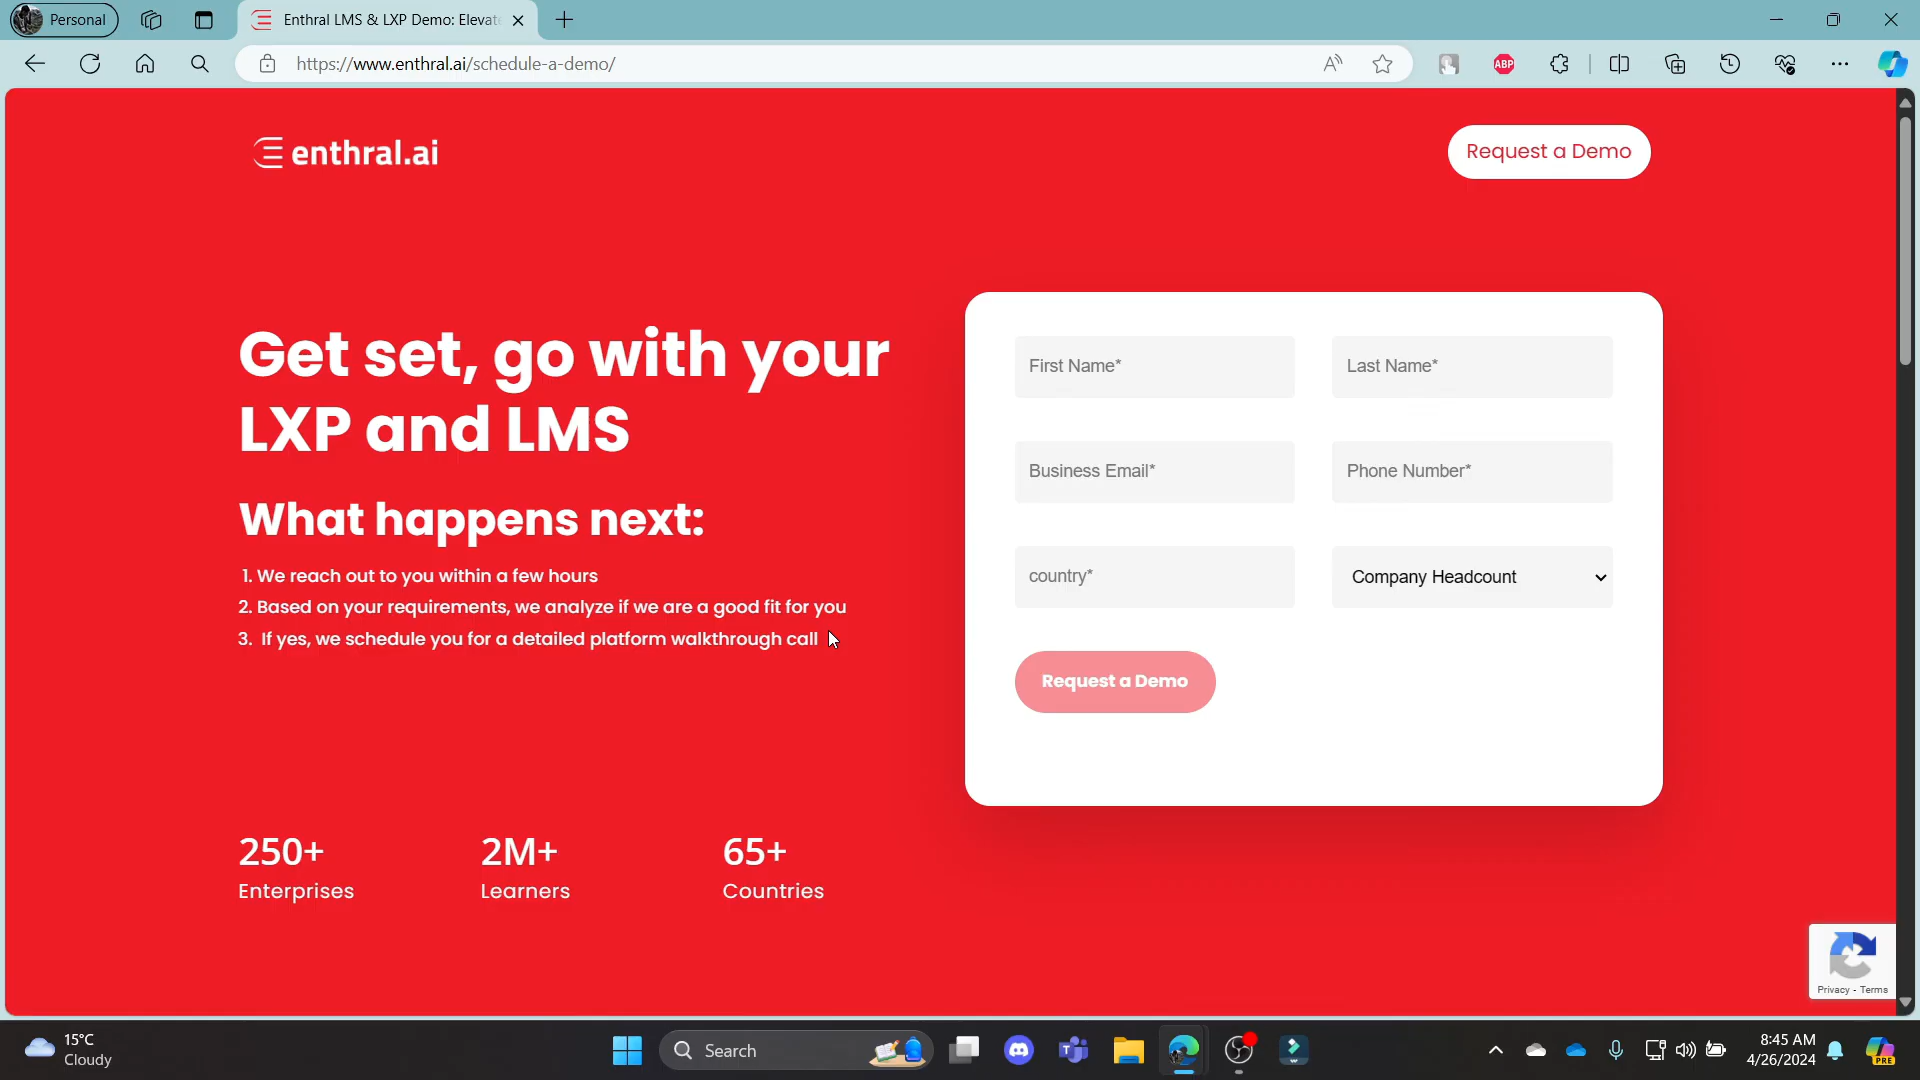 Personal
Enthral LMS & LXP Demo: Elevate
https://www.enthral.ai/schedule-a-demo/
ABP
enthral.ai
Request a Demo
Get set, go with your
LXP and LMS
What happens next:
1. We reach out to you within a few hours
2. Based on your requirements, we analyze if we are a good fit for you
3. If yes, we schedule you for a detailed platform walkthrough call
First Name*
Last Name*
Business Email*
Phone Number*
country*
Company Headcount
Request a Demo
250+
Enterprises
2M+
Learners
65+
Countries
Privacy - Terms
15°C
Cloudy
Search
8:45 AM
4/26/2024
PRE